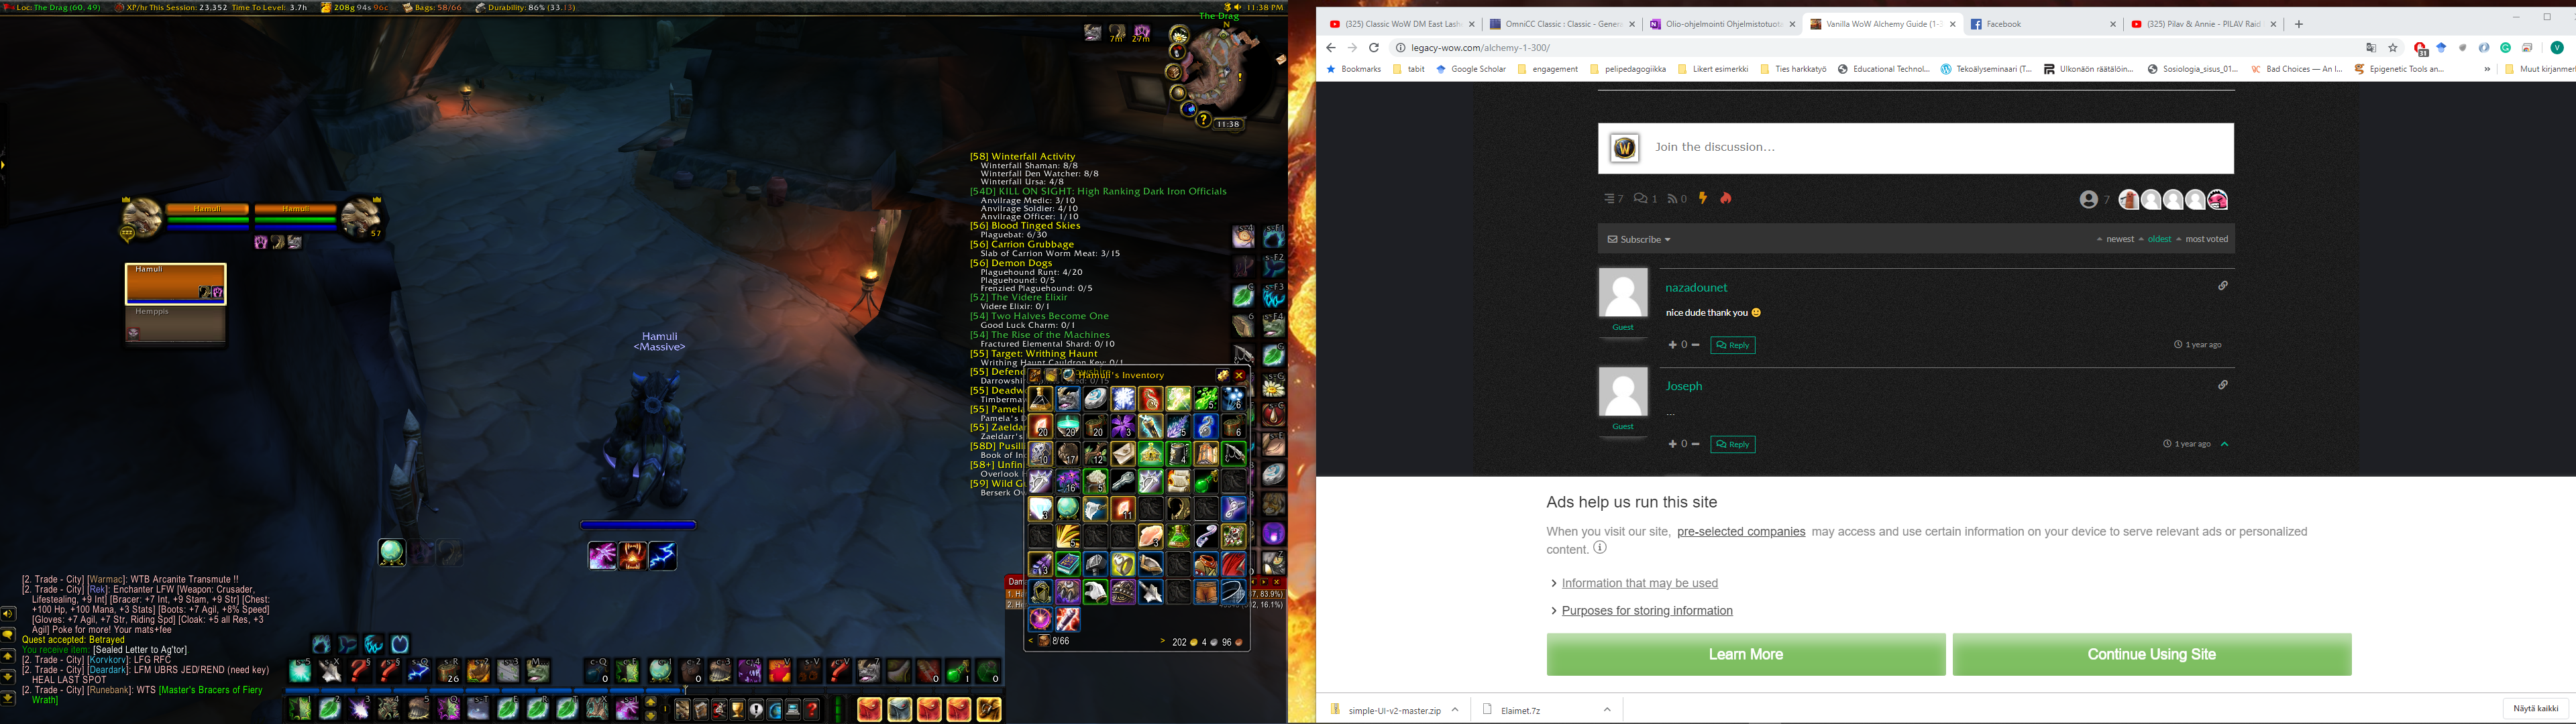 Loc: The Drag (60, 49)
XP/hr This Session: 23,352 Time To Level: 3.7h
208g 94s 96c
Bags: 58/66
Durability: 86% (33.13)
11:38 PM
The Drag
N
7m
27m
11:38
[58] Winterfall Activity
Winterfall Shaman: 8/8
Winterfall Den Watcher: 8/8
Winterfall Ursa: 4/8
[54D] KILL ON SIGHT: High Ranking Dark Iron Officials
Anvilrage Medic: 3/10
Anvilrage Soldier: 4/10
Anvilrage Officer: 1/10
[56] Blood Tinged Skies
Plaguebat: 6/30
[56] Carrion Grubbage
Slab of Carrion Worm Meat: 3/15
[56] Demon Dogs
Plaguehound Runt: 4/20
Plaguehound: 0/5
Frenzied Plaguehound: 0/5
[52] The Videre Elixir
Videre Elixir: 0/1
[54] Two Halves Become One
Good Luck Charm: 0/1
[54] The Rise of the Machines
Fractured Elemental Shard: 0/10
[55] Target: Writhing Haunt
Writhing Haunt Cauldron Key: 0/1
Hamuli
Hamuli
57
Hamuli
Hemppis
Hamuli
<Massive>
Hamuli's Inventory
8/66
202 4 96
[2. Trade - City] [Warmac]: WTB Arcanite Transmute !!
[2. Trade - City] [Rek]: Enchanter LFW [Weapon: Crusader,
Lifestealing, +9 Int] [Bracer: +7 Int, +9 Stam, +9 Str] [Chest:
+100 Hp, +100 Mana, +3 Stats] [Boots: +7 Agil, +8% Speed]
[Gloves: +7 Agil, +7 Str, Riding Spd] [Cloak: +5 all Res, +3
Agil] Poke for more! Your mats+fee
Quest accepted: Betrayed
You receive item: [Sealed Letter to Ag'tor]
[2. Trade - City] [Korvkorv]: LFG RFC
[2. Trade - City] [Deardark]: LFM UBRS JED/REND (need key)
HEAL LAST SPOT
[2. Trade - City] [Runebank]: WTS [Master's Bracers of Fiery
Wrath]
(325) Classic WoW DM East Lash
OmniCC Classic : Classic - Gener
Olio-ohjelmointi Ohjelmistotuot
Vanilla WoW Alchemy Guide (1-3
Facebook
(325) Pilav & Annie - PILAV Raid
legacy-wow.com/alchemy-1-300/
Bookmarks
tabit
Google Scholar
engagement
pelipedagogiikka
Likert esimerkki
Ties harkkatyö
Educational Technol...
Tekoälyseminaari (T...
Ulkonäön räätälöin...
Sosiologia_sisus_01...
Bad Choices — An I...
Epigenetic Tools an...
Muut kirjanmerk
Join the discussion...
7 1 0
7
Subscribe
newest oldest most voted
nazadounet
nice dude thank you
Guest
0
Reply
1 year ago
Joseph
...
Guest
0
Reply
1 year ago
Ads help us run this site
When you visit our site, pre-selected companies may access and use certain information on your device to serve relevant ads or personalized
content.
Information that may be used
Purposes for storing information
Learn More
Continue Using Site
simple-UI-v2-master.zip
Elaimet.7z
Näytä kaikki